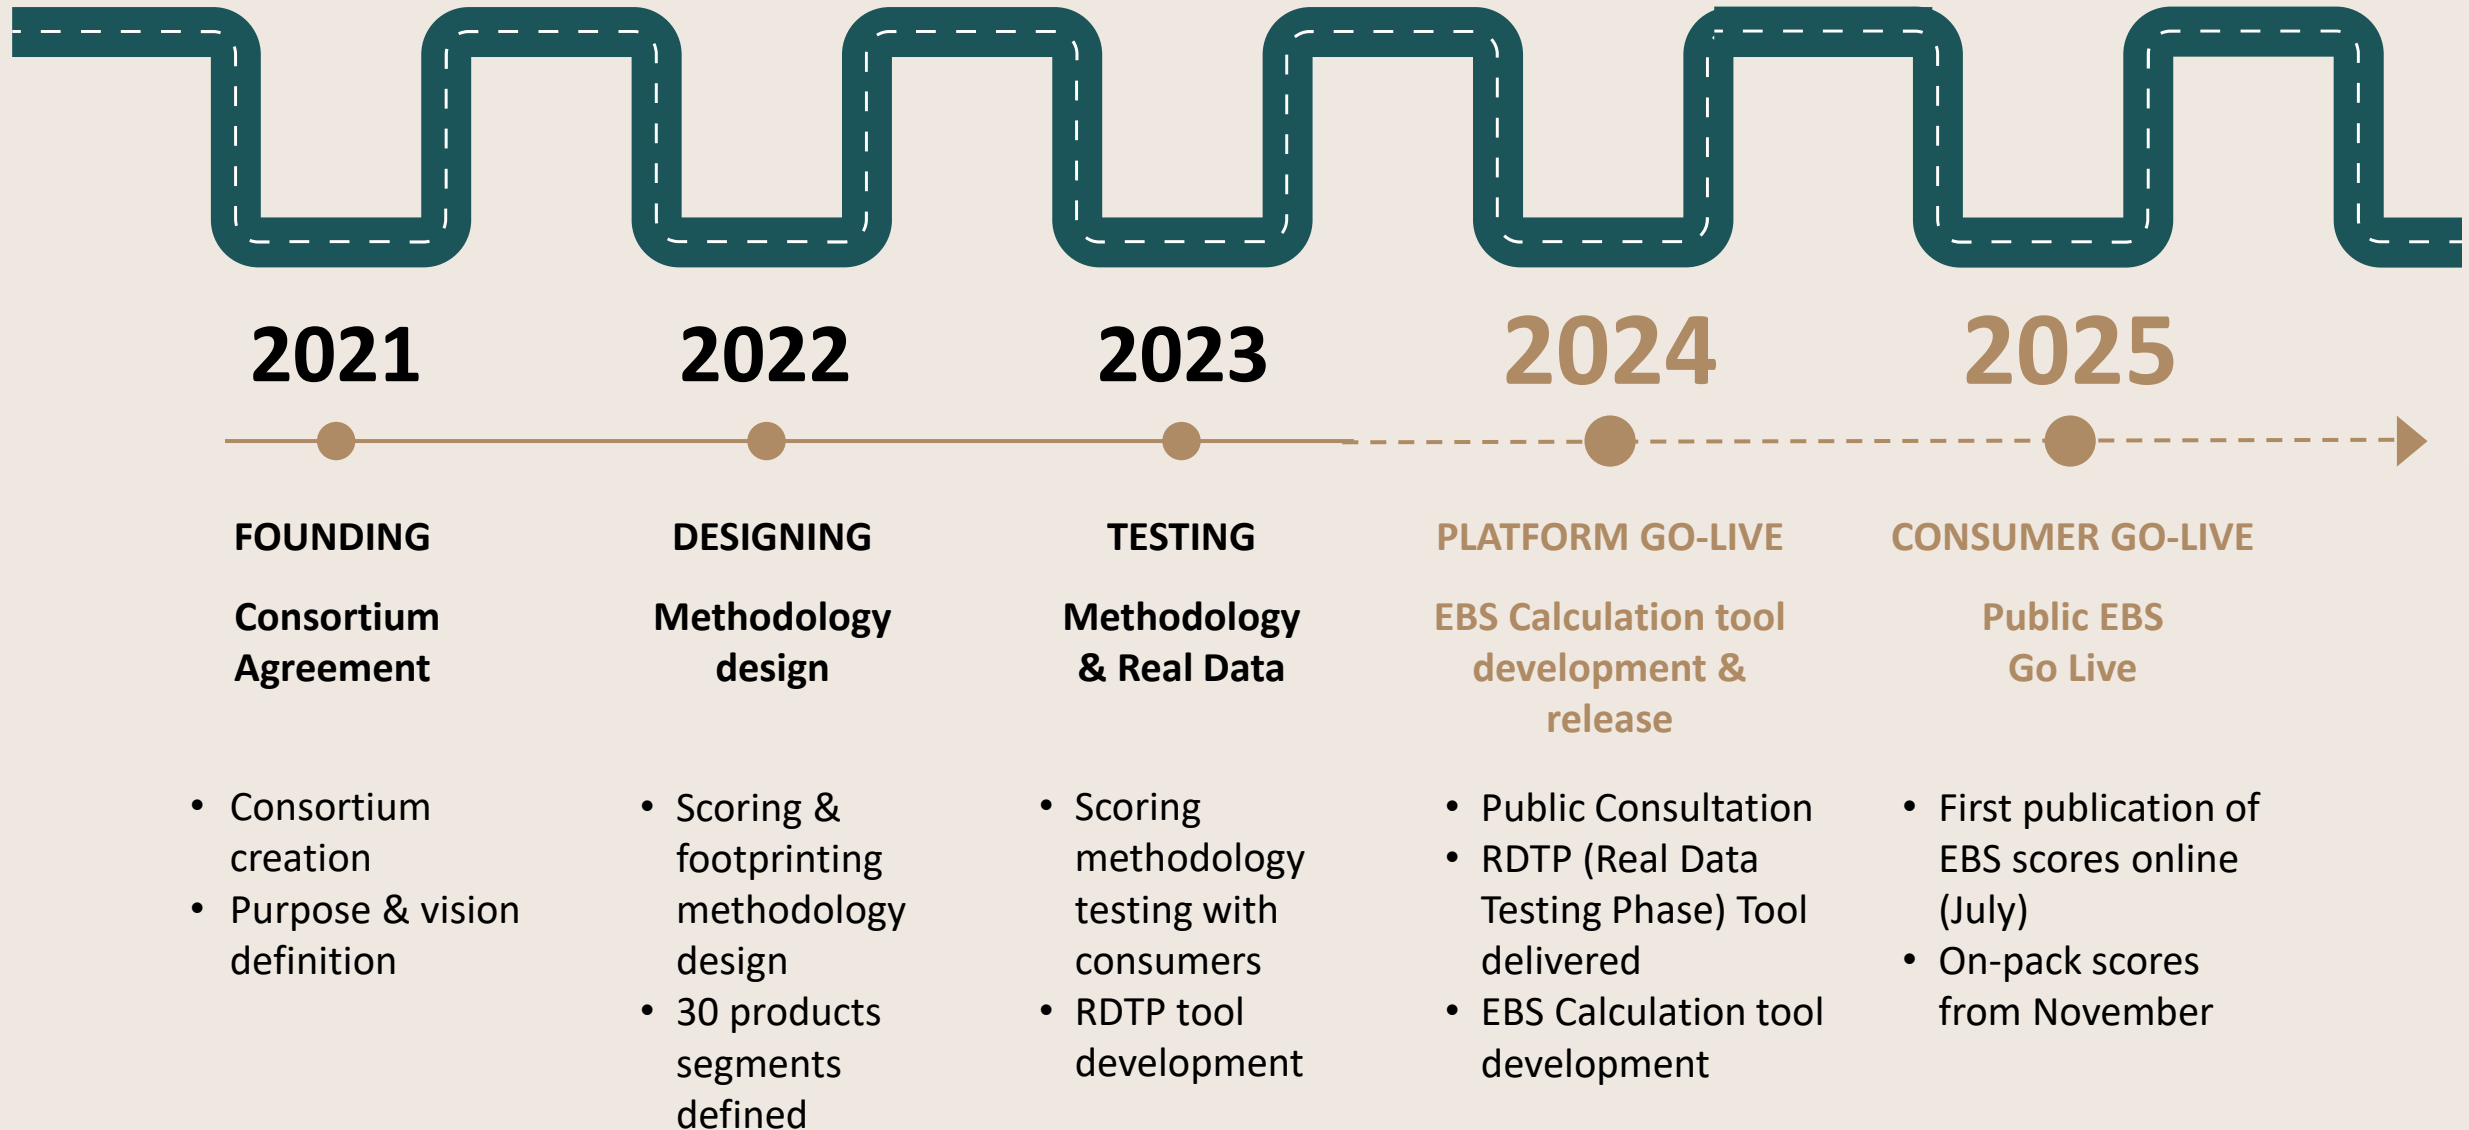 2021
2022
2023
2024
2025
FOUNDING
Consortium
Agreement
• Consortium
creation
• Purpose & vision
definition
DESIGNING
Methodology
design
• Scoring &
footprinting
methodology
design
• 30 products
segments
defined
TESTING
Methodology
& Real Data
• Scoring
methodology
testing with
consumers
• RDTP tool
development
PLATFORM GO-LIVE
EBS Calculation tool
development &
release
• Public Consultation
• RDTP (Real Data
Testing Phase) Tool
delivered
• EBS Calculation tool
development
CONSUMER GO-LIVE
Public EBS
Go Live
• First publication of
EBS scores online
(July)
• On-pack scores
from November